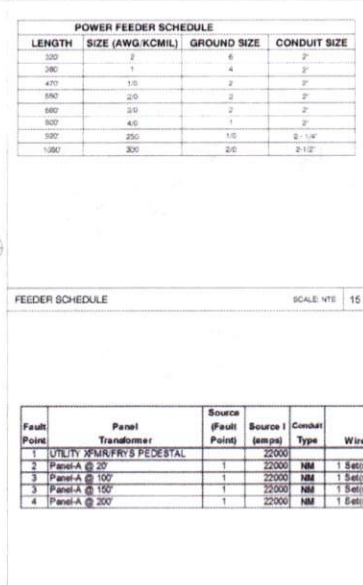 POWER FEEDER SCHEDULE
LENGTH SIZE (AWG/KCMIL) GROUND SIZE CONDUIT SIZE
320' 2 6 2"
380' 1 4 2"
470' 1/0 2 2"
2/0 2 2"
680' 3/0 2 2"
800' 4/0 1 2"
920' 250 1/0 2 - 1/4"
1080' 300 2/0 2-1/2"
FEEDER SCHEDULE SCALE: NTS 15
Fault Point Panel Transformer Source (Fault Point) Source I (amps) Conduit Type Wire
1 UTILITY XFMR/FRYS PEDESTAL 22000
2 Panel-A @ 20' 1 22000 NM 1 Set(
3 Panel-A @ 100' 1 22000 NM 1 Set(
3 Panel-A @ 150' 1 22000 NM 1 Set(
4 Panel-A @ 200' 1 22000 NM 1 Set(